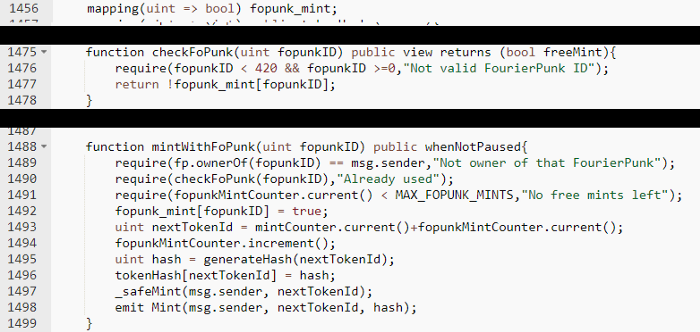 1456 mapping(uint => bool) fopunk_mint;
1475 function checkFoPunk(uint fopunkID) public view returns (bool freeMint){
1476 require(fopunkID < 420 && fopunkID >=0,"Not valid FourierPunk ID");
1477 return !fopunk_mint[fopunkID];
1478 }
1487
1488 function mintWithFoPunk(uint fopunkID) public whenNotPaused{
1489 require(fp.ownerOf(fopunkID) == msg.sender,"Not owner of that FourierPunk");
1490 require(checkFoPunk(fopunkID),"Already used");
1491 require(fopunkMintCounter.current() < MAX_FOPUNK_MINTS,"No free mints left");
1492 fopunk_mint[fopunkID] = true;
1493 uint nextTokenId = mintCounter.current()+fopunkMintCounter.current();
1494 fopunkMintCounter.increment();
1495 uint hash = generateHash(nextTokenId);
1496 tokenHash[nextTokenId] = hash;
1497 _safeMint(msg.sender, nextTokenId);
1498 emit Mint(msg.sender, nextTokenId, hash);
1499 }